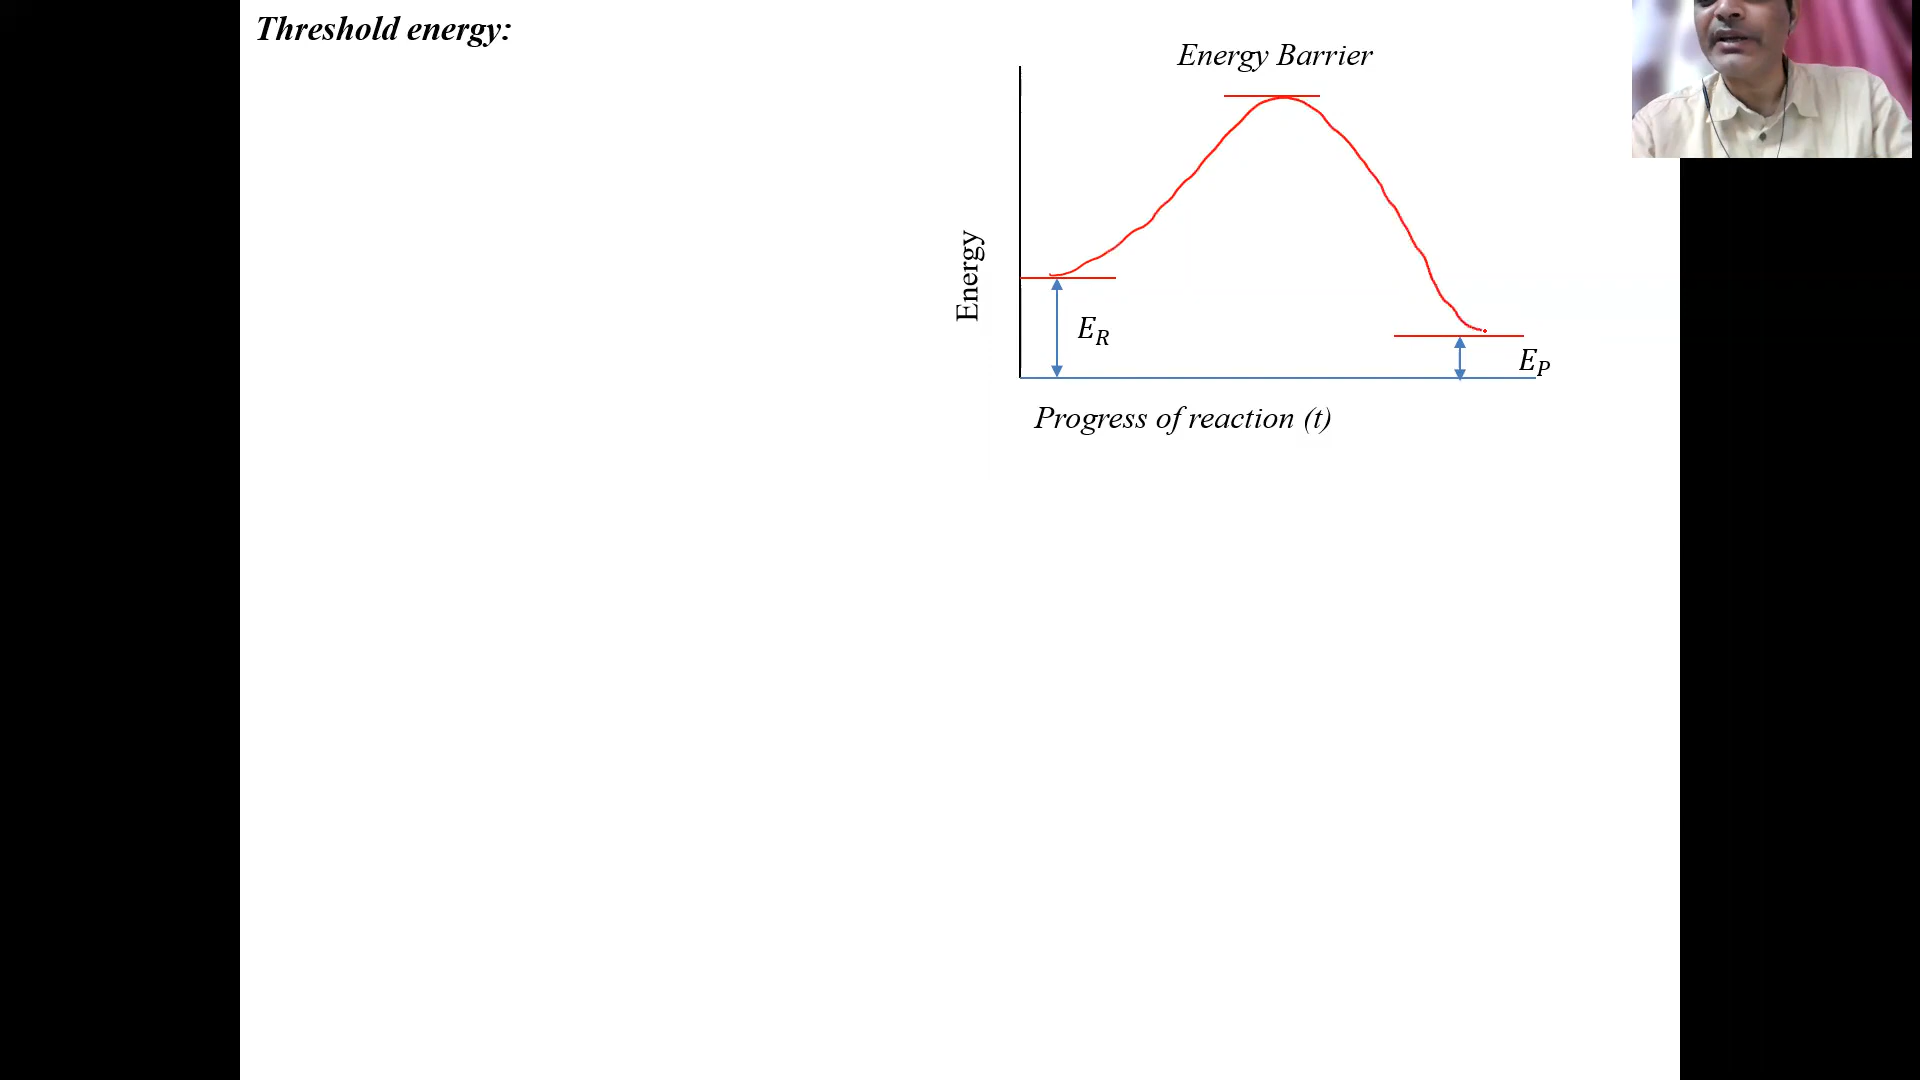 Threshold energy:
Energy Barrier
Energy
E_R
E_P
Progress of reaction (t)